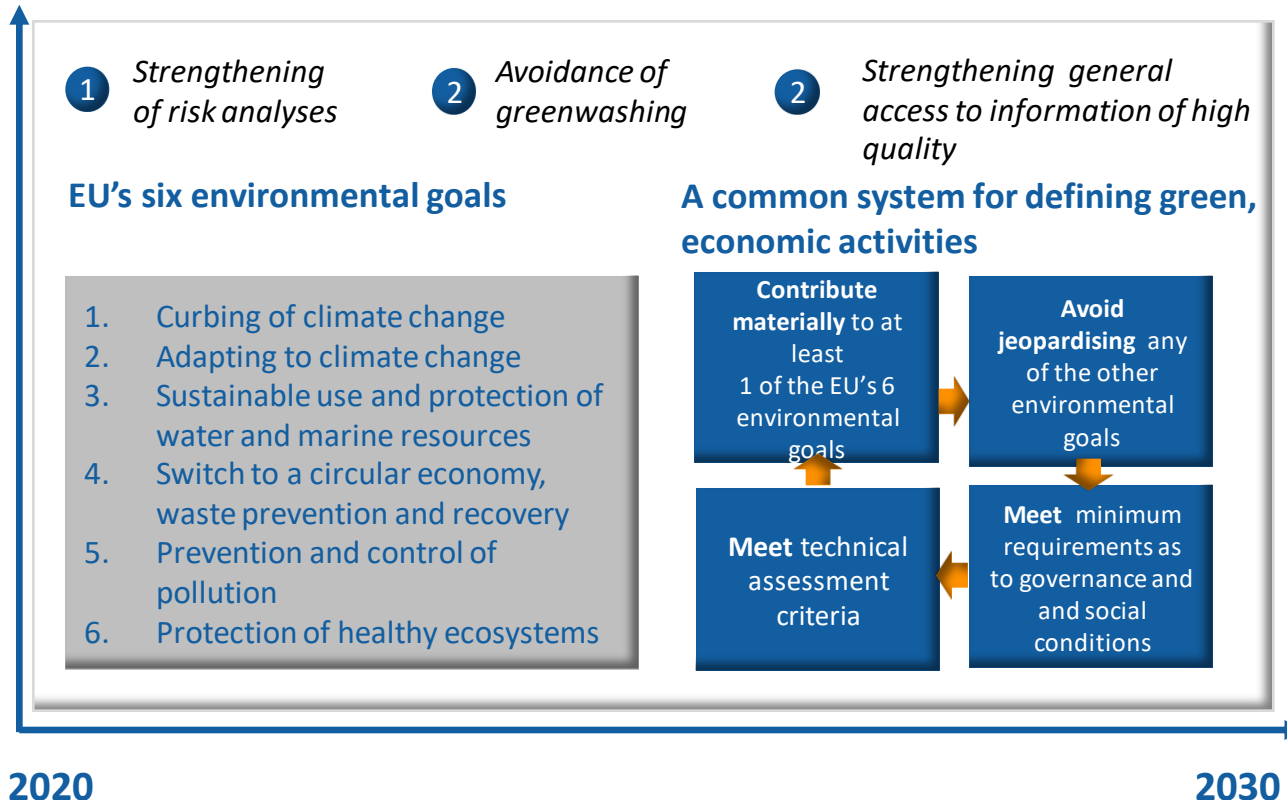 1
Strengthening
of risk analyses
2
Avoidance of
greenwashing
2
Strengthening general
access to information of high
quality
EU's six environmental goals
1. Curbing of climate change
2. Adapting to climate change
3. Sustainable use and protection of
water and marine resources
4. Switch to a circular economy,
waste prevention and recovery
5. Prevention and control of
pollution
6. Protection of healthy ecosystems
A common system for defining green,
economic activities
Contribute
materially to at
least
1 of the EU's 6
environmental
goals
Avoid
jeopardising any
of the other
environmental
goals
Meet technical
assessment
criteria
Meet minimum
requirements as
to governance and
and social
conditions
2020
2030